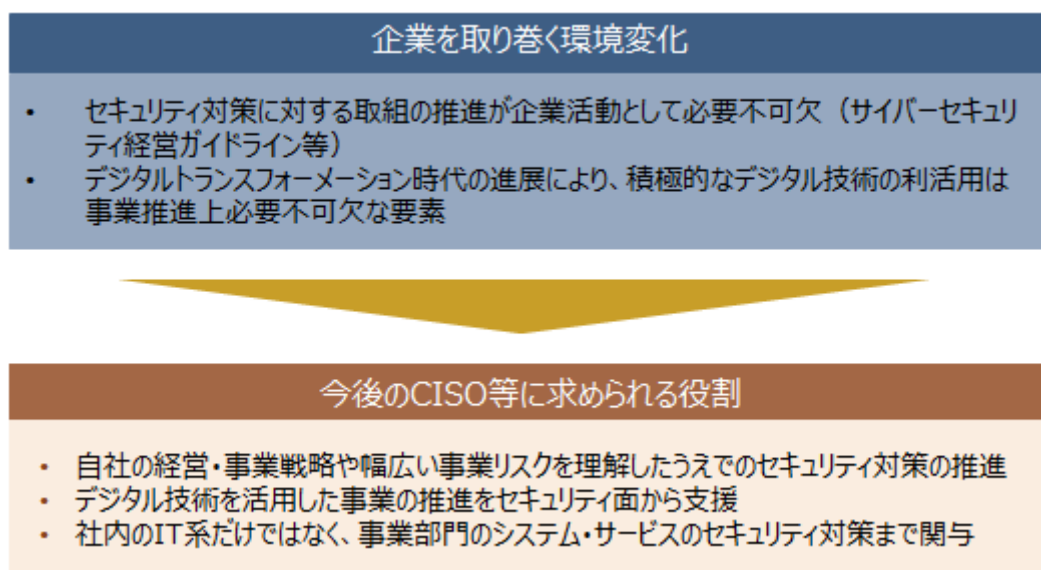 企業を取り巻く環境変化
• セキュリティ対策に対する取組の推進が企業活動として必要不可欠（サイバーセキュリ
ティ経営ガイドライン等）
• デジタルトランスフォーメーション時代の進展により、積極的なデジタル技術の利活用は
事業推進上必要不可欠な要素
今後のCISO等に求められる役割
• 自社の経営・事業戦略や幅広い事業リスクを理解したうえでのセキュリティ対策の推進
• デジタル技術を活用した事業の推進をセキュリティ面から支援
• 社内のIT系だけではなく、事業部門のシステム・サービスのセキュリティ対策まで関与